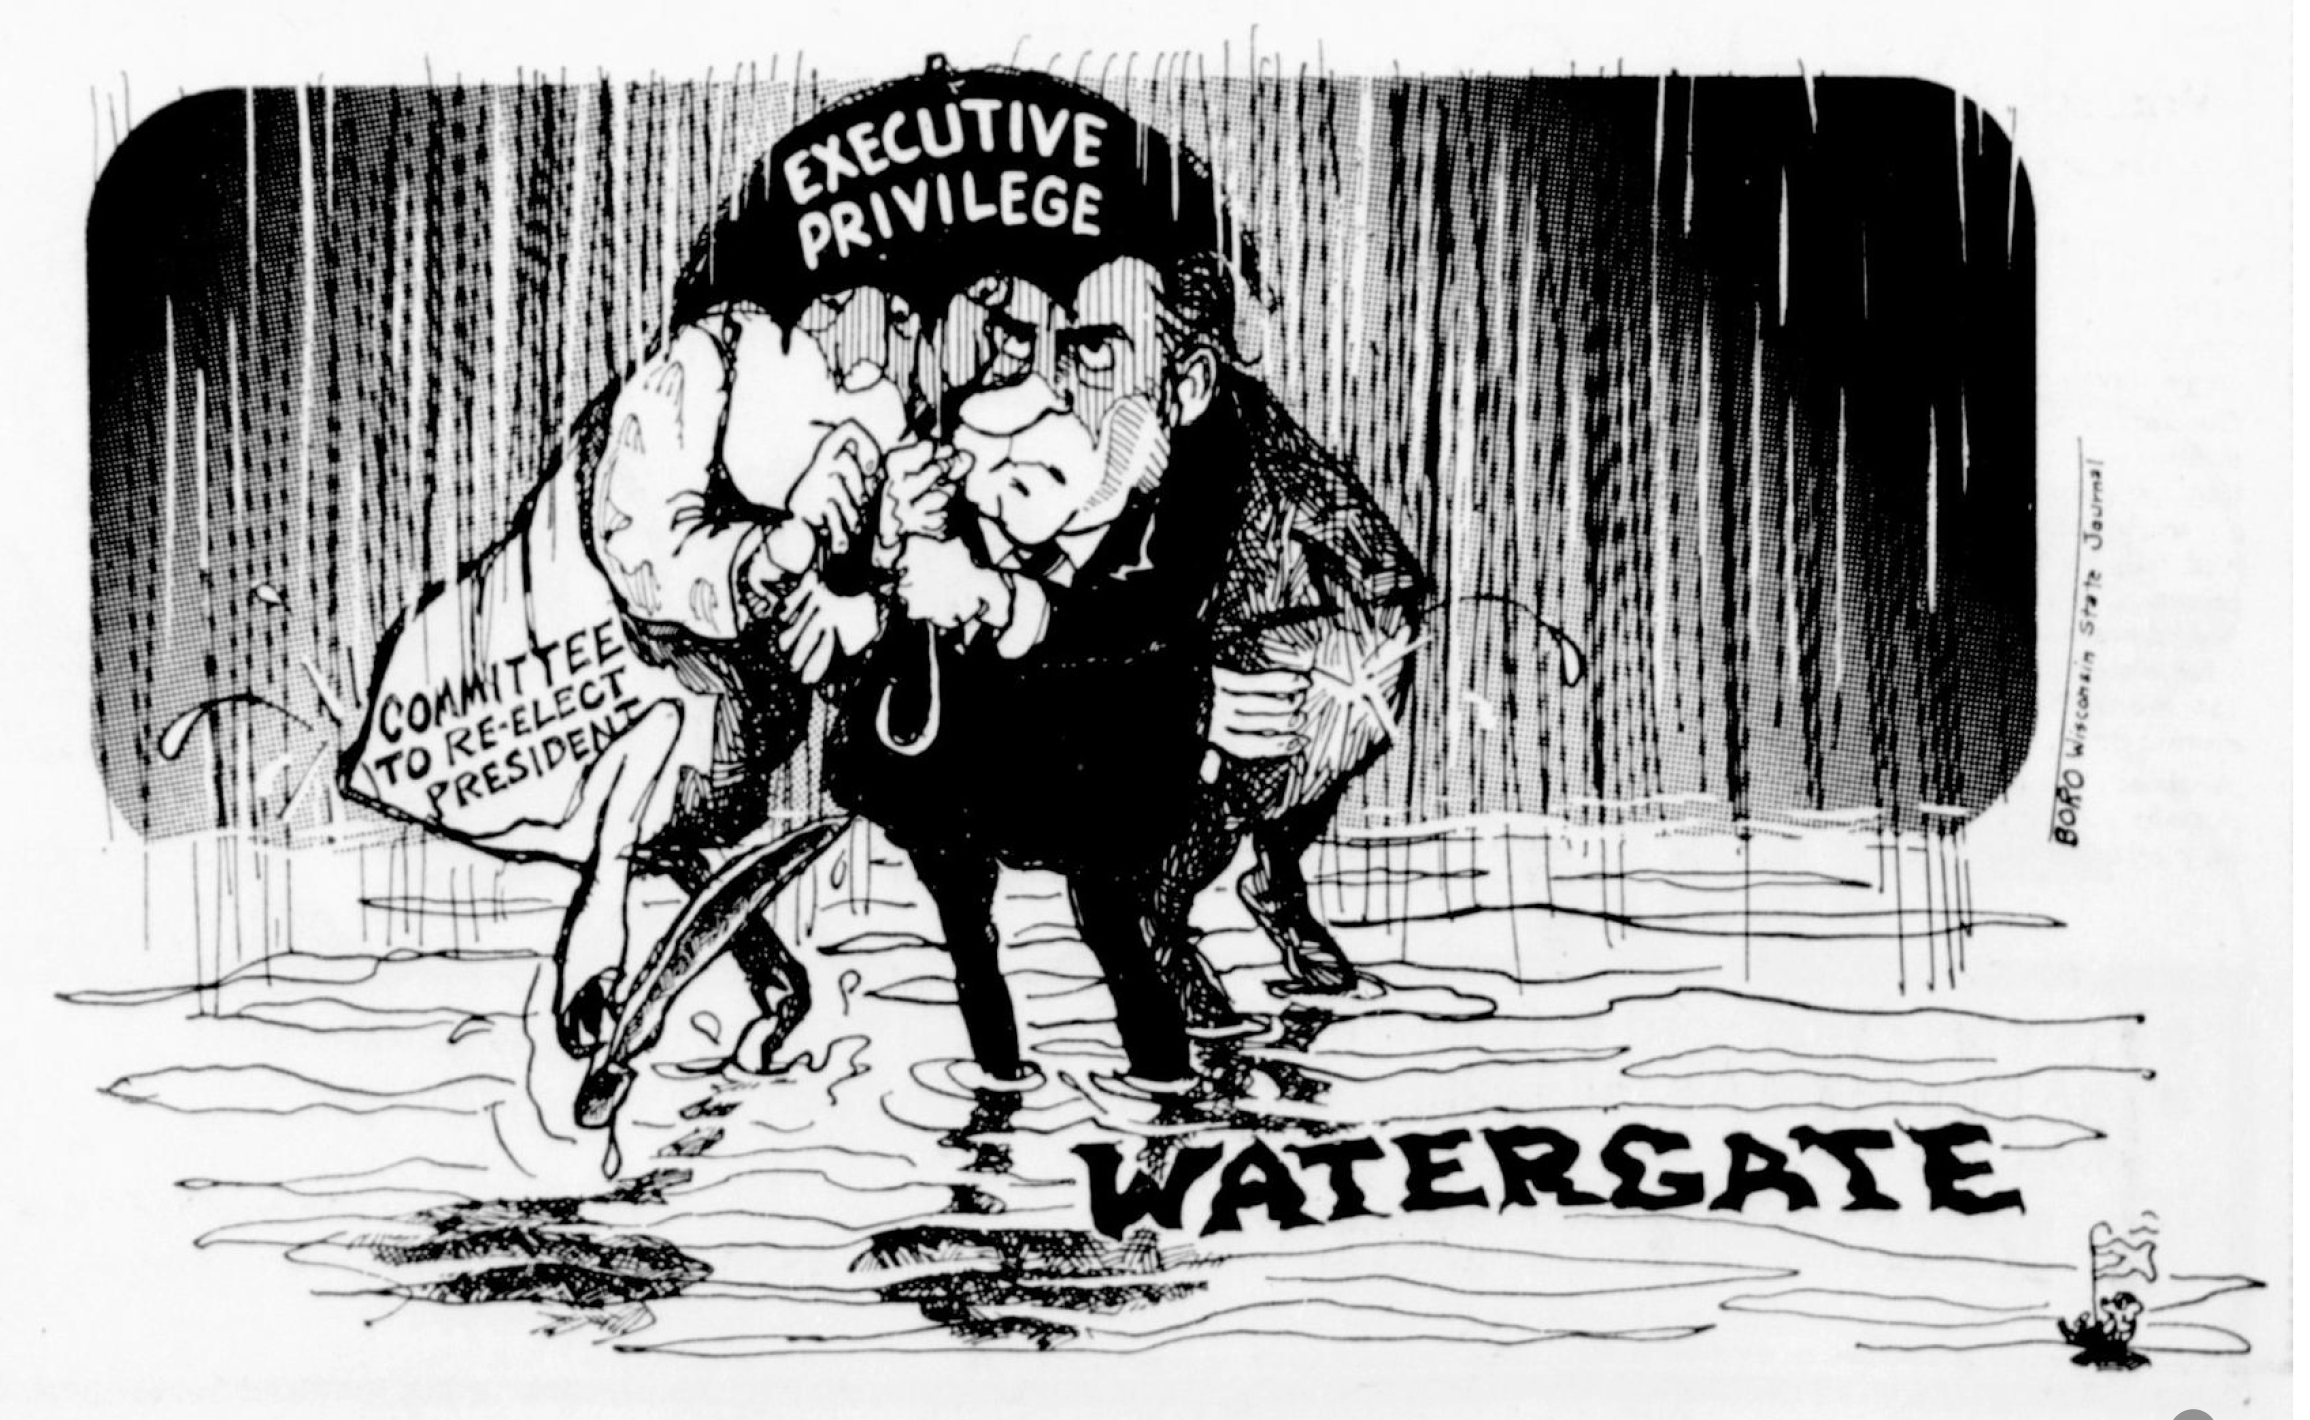 EXECUTIVE
PRIVILEGE
COMMITTEE
TO RE-ELECT
PRESIDENT
BORO Wisconsin State Journal
WATERGATE